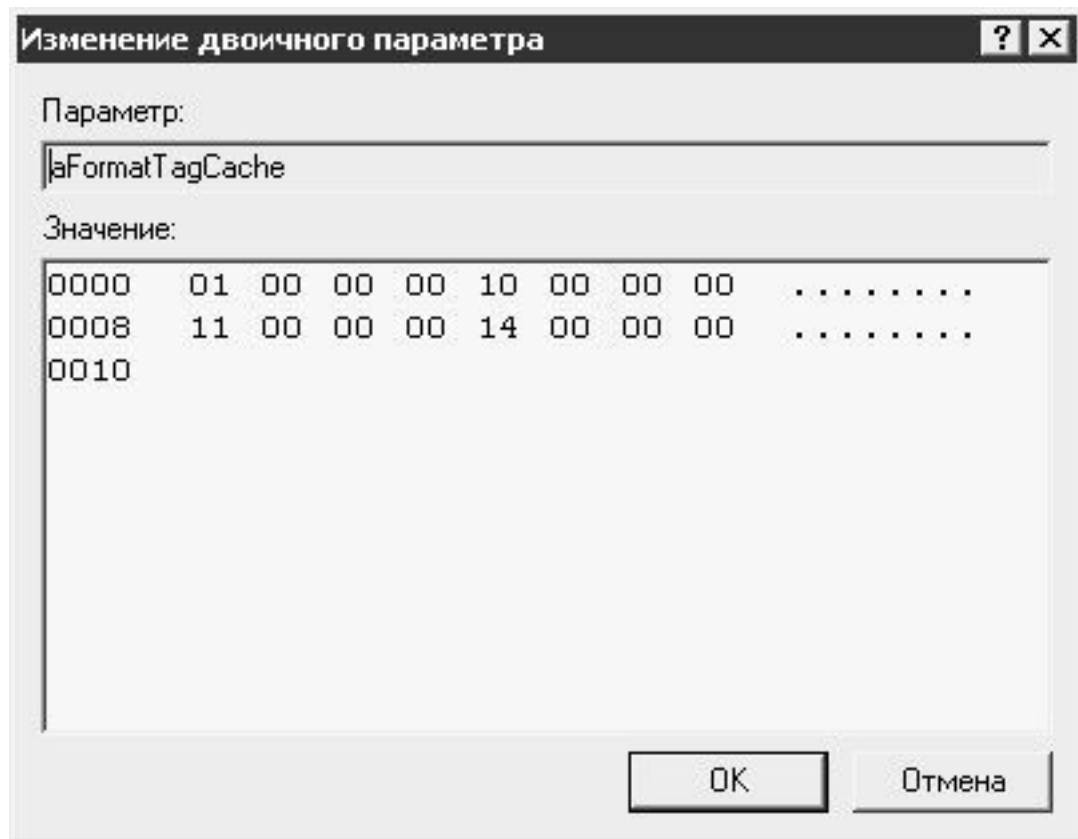 Изменение двоичного параметра ? X
Параметр:
aFormatTagCache
Значение:
0000 01 00 00 00 10 00 00 00 ........
0008 11 00 00 00 14 00 00 00 ........
0010
OK Отмена